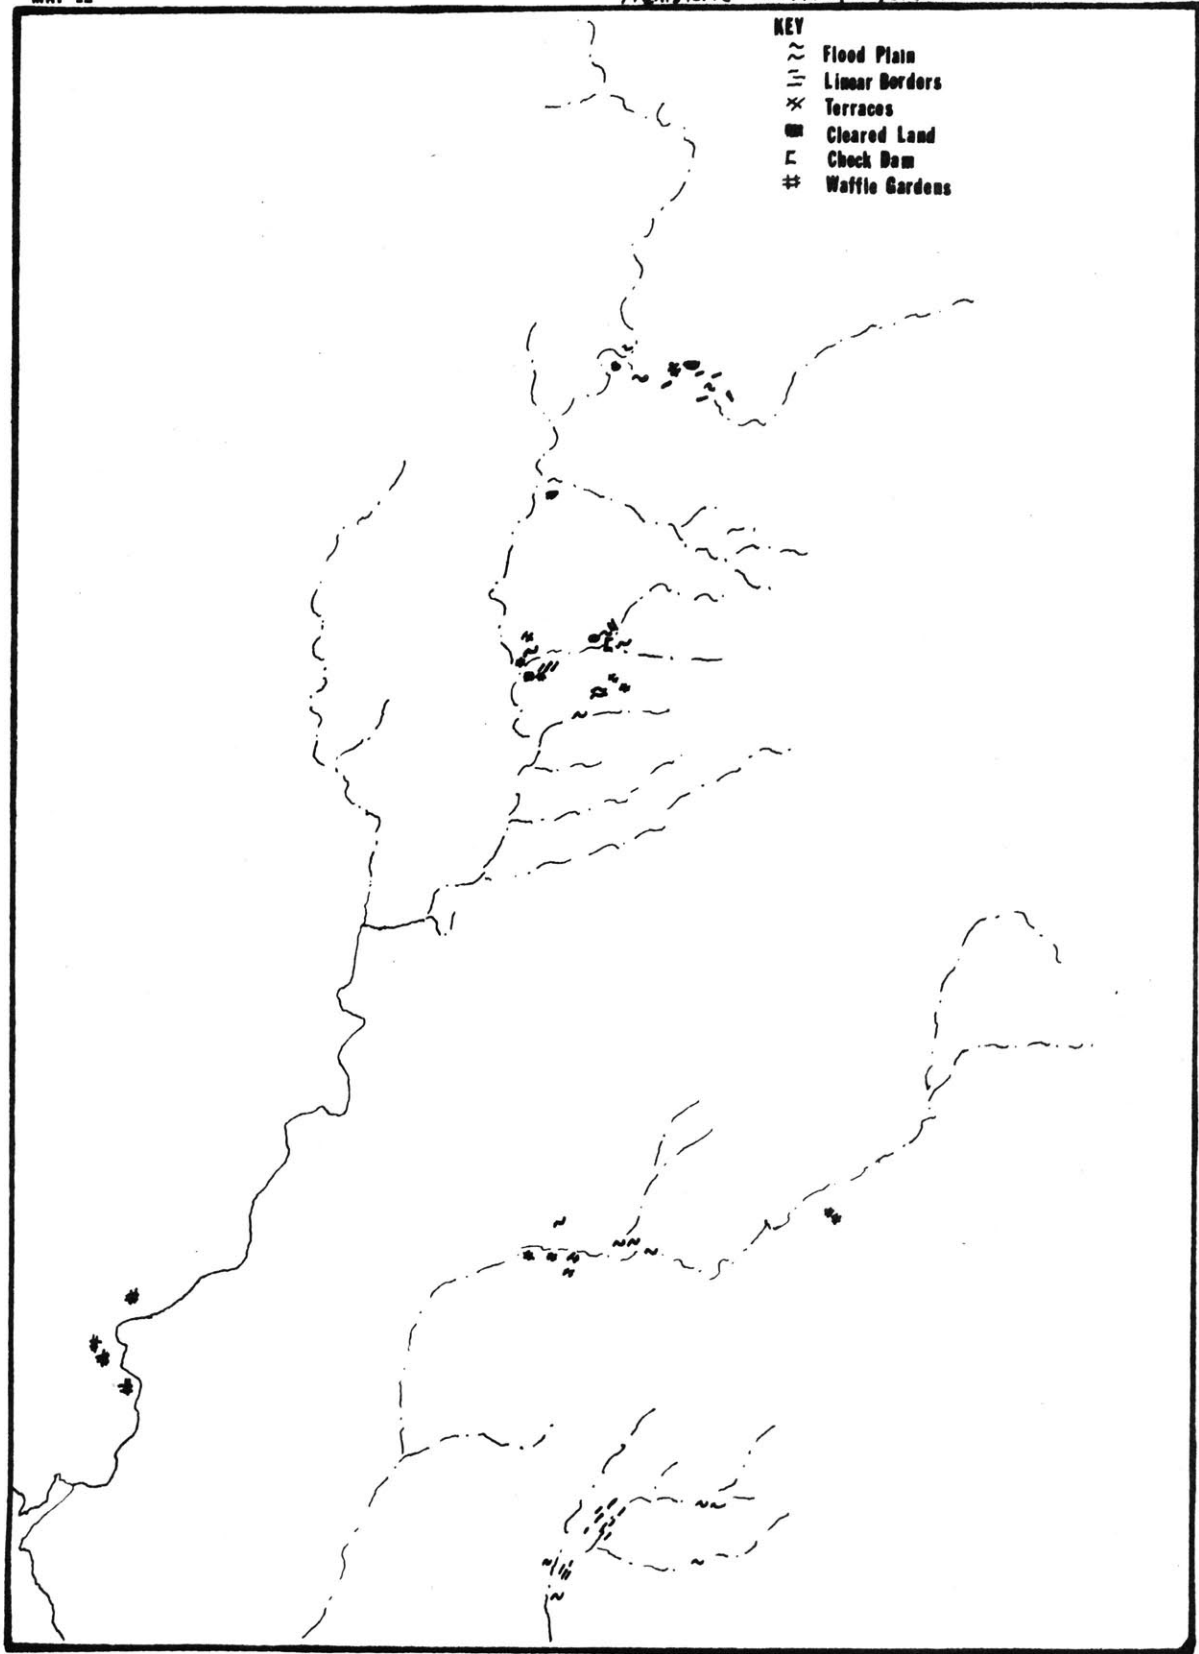 KEY
Flood Plain
Linear Borders
Terraces
Cleared Land
Check Dam
Waffle Gardens